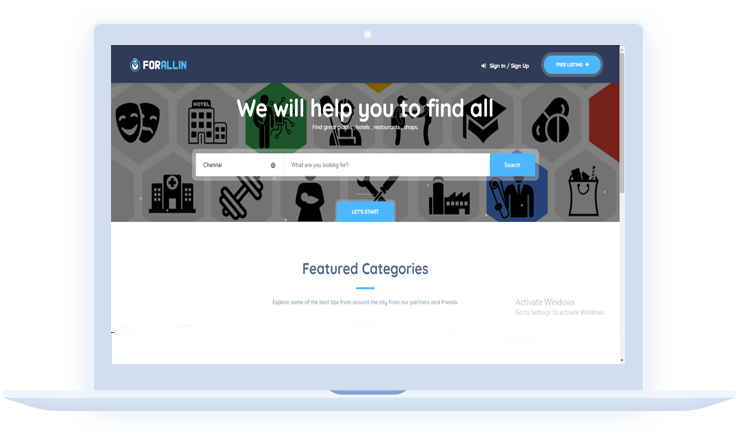 FORALLIN
Sign In / Sign Up
FREE LISTING +
We will help you to find all
Find great places, hotels, restourants, shops.
HOTEL
Chennai
What are you looking for?
Search
LET'S START
Featured Categories
Explore some of the best tips from around the city from our partners and friends.
Activate Windows
Go to Settings to activate Windows.